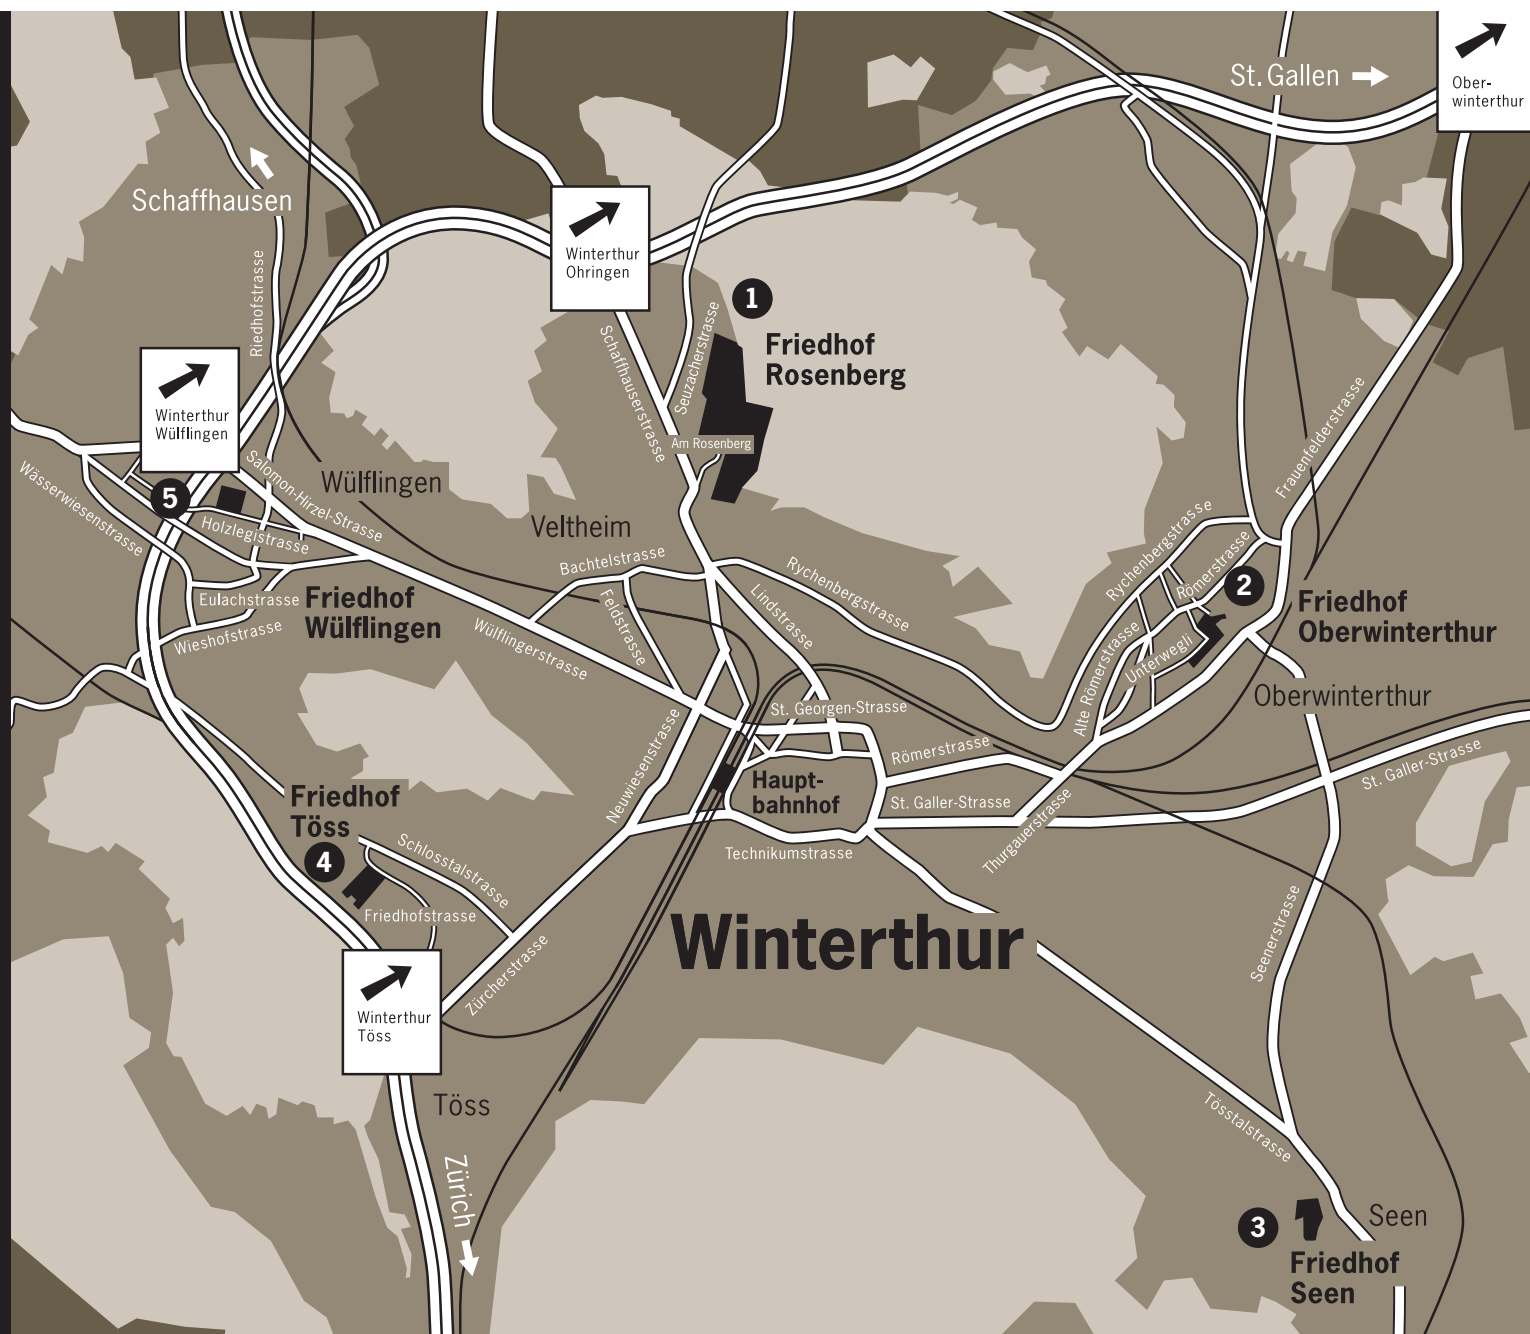 St. Gallen
Ober-
winterthur
Schaffhausen
Winterthur
Ohringen
Riedhofstrasse
1
Friedhof
Rosenberg
Seuzacherstrasse
Schaffhauserstrasse
Am Rosenberg
Winterthur
Wülflingen
Frauenfelderstrasse
Wässerwiesenstrasse
5
Salomon-Hirzel-Strasse
Wülflingen
Holzlegistrasse
Veltheim
Bachtelstrasse
Rychenbergstrasse
Lindstrasse
Rychenbergstrasse
Römerstrasse
2
Friedhof
Oberwinterthur
Eulachstrasse
Friedhof
Wülflingen
Wieshofstrasse
Feldstrasse
Wülflingerstrasse
Alte Römerstrasse
Unterwegli
Oberwinterthur
St. Georgen-Strasse
Neuwiesenstrasse
Römerstrasse
St. Galler-Strasse
Haupt-
bahnhof
St. Galler-Strasse
Friedhof
Töss
4
Schlosstalstrasse
Technikumstrasse
Thurgauerstrasse
Friedhofstrasse
Winterthur
Seenerstrasse
Zürcherstrasse
Winterthur
Töss
Töss
Zürich
Tösstalstrasse
3
Seen
Friedhof
Seen